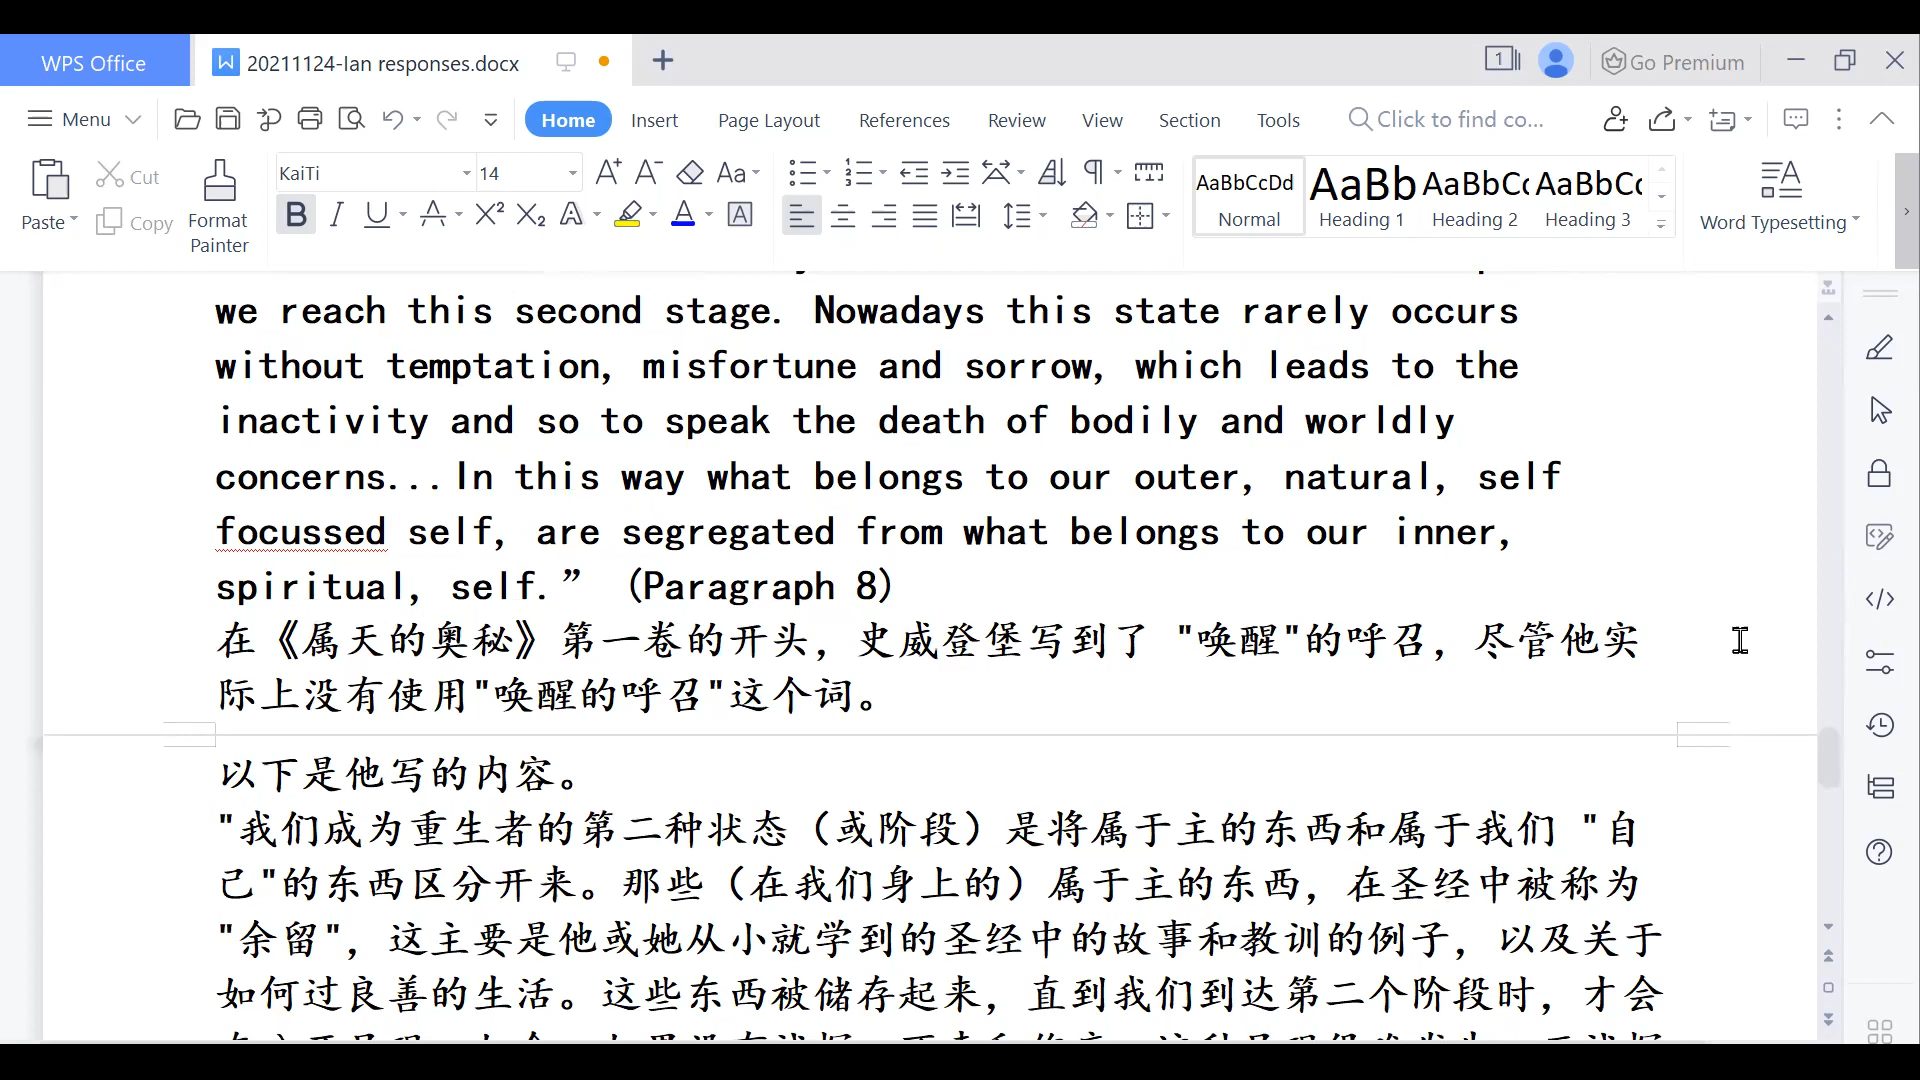 WPS Office
20211124-Ian responses.docx
1
Go Premium
Menu
Home
Insert
Page Layout
References
Review
View
Section
Tools
Click to find co...
Paste
Cut
Copy
Format
Painter
KaiTi
14
AaBbCcDd
Normal
AaBb
Heading 1
AaBbC
Heading 2
AaBbC
Heading 3
Word Typesetting
we reach this second stage. Nowadays this state rarely occurs
without temptation, misfortune and sorrow, which leads to the
inactivity and so to speak the death of bodily and worldly
concerns...In this way what belongs to our outer, natural, self
focussed self, are segregated from what belongs to our inner,
spiritual, self.” (Paragraph 8)
在《属天的奥秘》第一卷的开头，史威登堡写到了 "唤醒"的呼召，尽管他实
际上没有使用"唤醒的呼召"这个词。
以下是他写的内容。
"我们成为重生者的第二种状态（或阶段）是将属于主的东西和属于我们 "自
己"的东西区分开来。那些（在我们身上的）属于主的东西，在圣经中被称为
"余留"，这主要是他或她从小就学到的圣经中的故事和教训的例子，以及关于
如何过良善的生活。这些东西被储存起来，直到我们到达第二个阶段时，才会